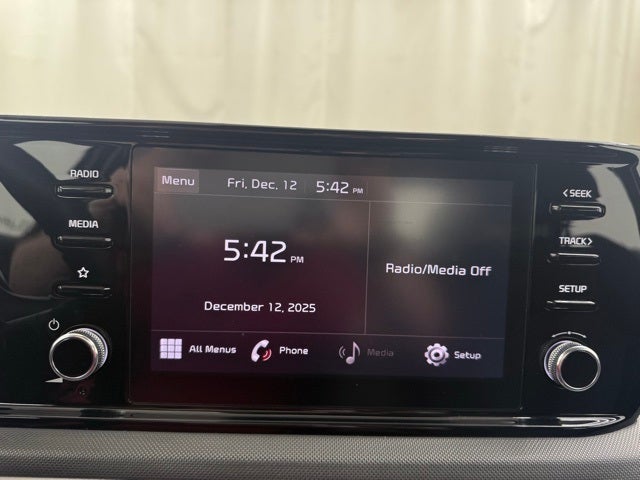 RADIO
MEDIA
Menu Fri, Dec. 12 5:42 PM
5:42 PM
December 12, 2025
Radio/Media Off
All Menus Phone Media Setup
< SEEK
TRACK >
SETUP